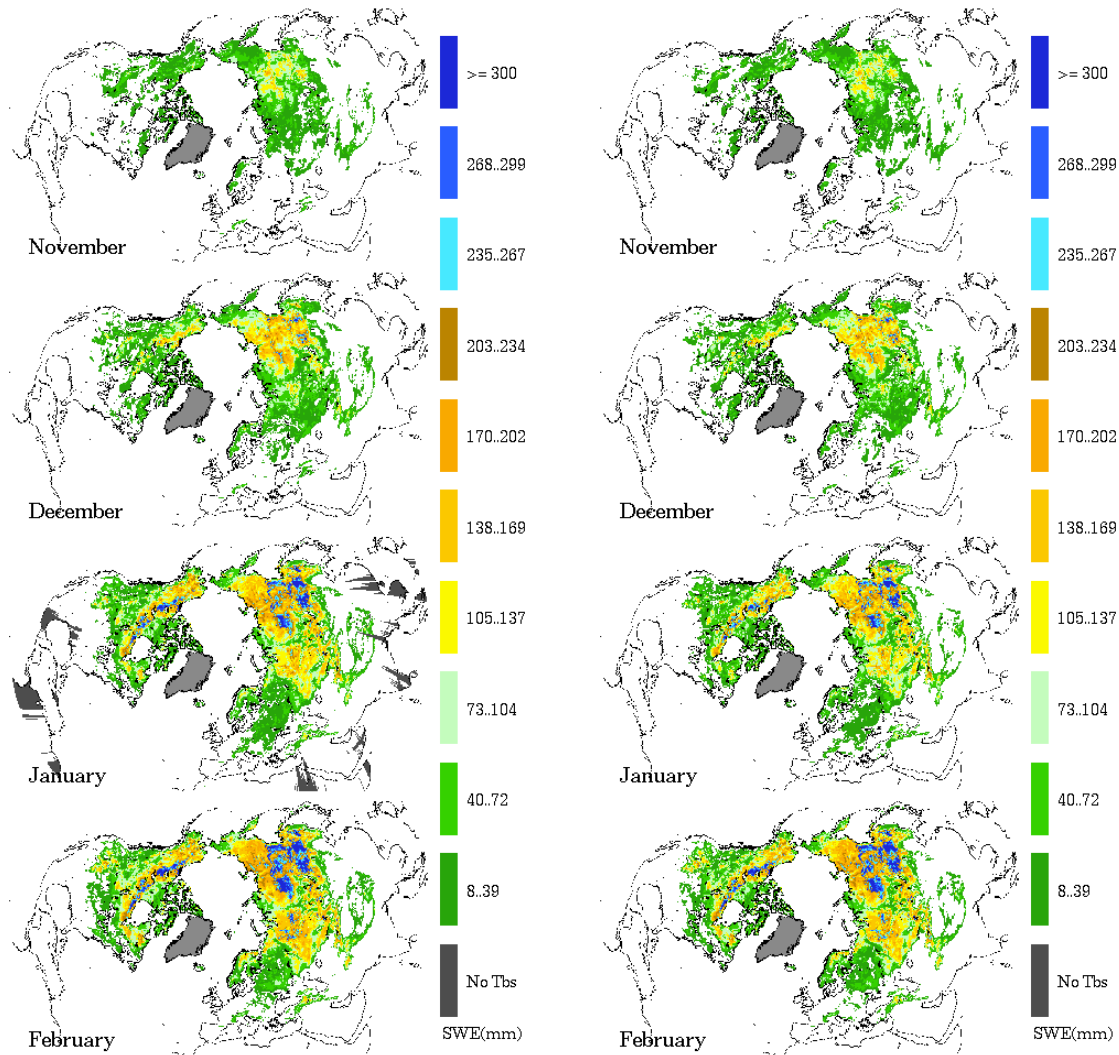 >= 300
268..299
235..267
November
203..234
170..202
December
138..169
105..137
73..104
January
40..72
8..39
No Tbs
SWE(mm)
February
>= 300
268..299
235..267
November
203..234
170..202
December
138..169
105..137
73..104
January
40..72
8..39
No Tbs
SWE(mm)
February